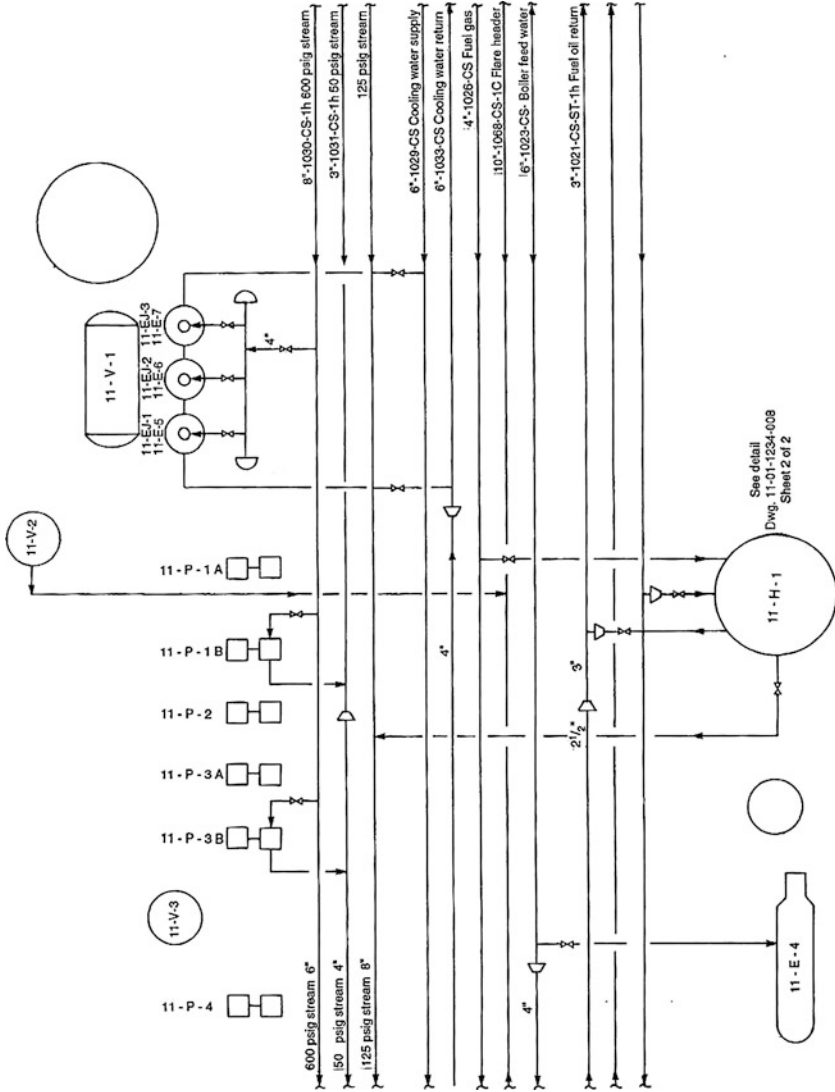 8"-1030-CS-1h 600 psig stream
3"-1031-CS-1h 50 psig stream
125 psig stream
6"-1029-CS Cooling water supply
6"-1033-CS Cooling water return
4"-1026-CS Fuel gas
10"-1068-CS-1C Flare header
6"-1023-CS- Boiler feed water
3"-1021-CS-ST-1h Fuel oil return
11-V-1
11-EJ-3
11-E-7
11-EJ-2
11-E-6
11-EJ-1
11-E-5
4"
11-V-2
See detail
Dwg. 11-01-1234-008
Sheet 2 of 2
11-H-1
11-P-1A
11-P-1B
11-P-2
11-P-3A
11-P-3B
4"
3"
2½"
11-V-3
11-P-4
600 psig stream 6"
50 psig stream 4"
125 psig stream 8"
4"
11-E-4